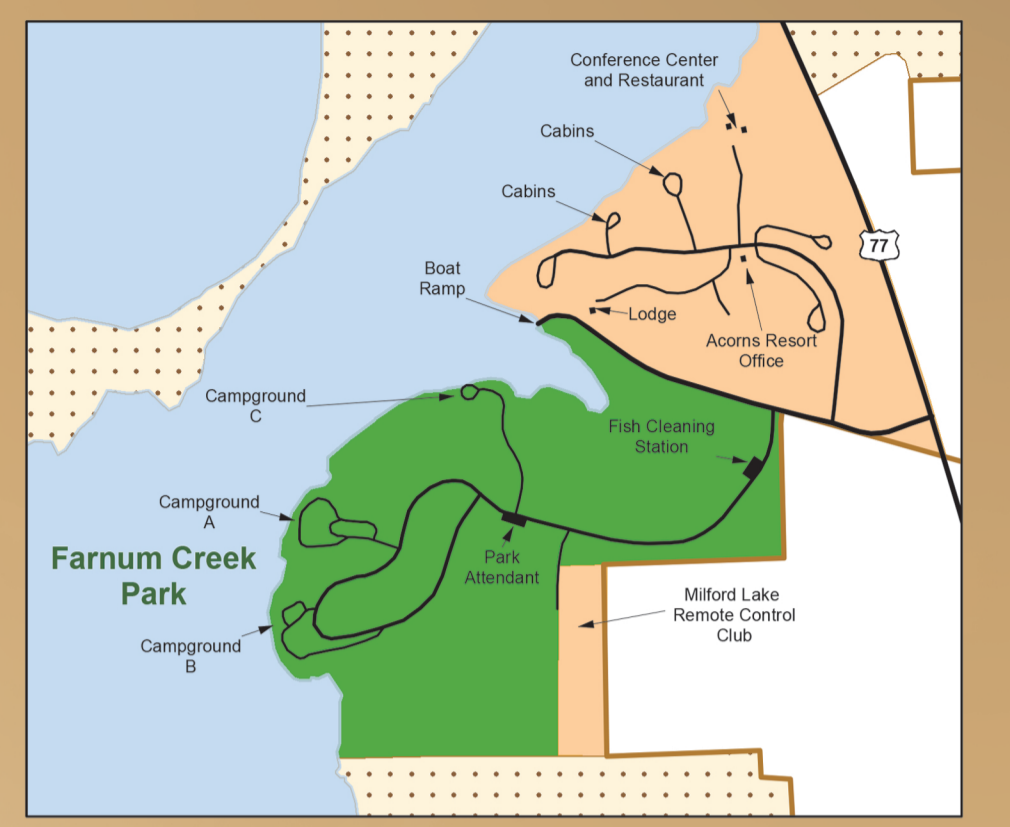 Conference Center
and Restaurant
Cabins
Cabins
77
Boat
Ramp
Lodge
Acorns Resort
Office
Campground
C
Fish Cleaning
Station
Campground
A
Farnum Creek
Park
Park
Attendant
Milford Lake
Remote Control
Club
Campground
B